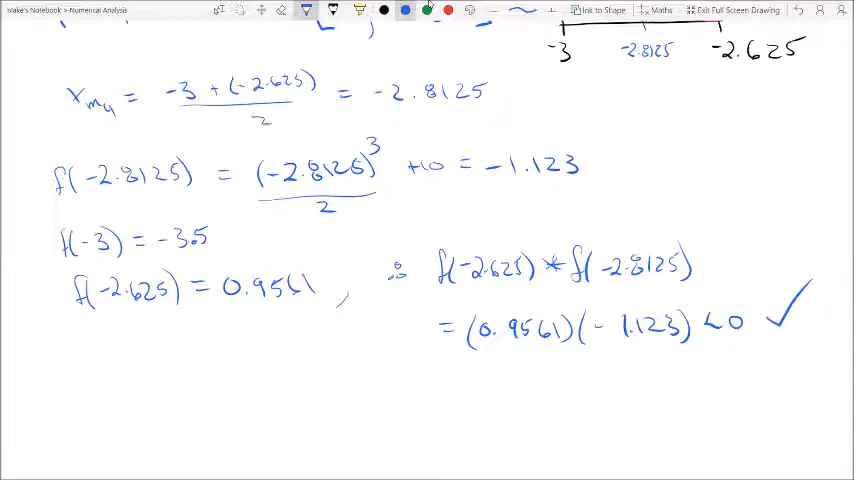 blake's Notebook › Numerical Analysis Ink to Shape Maths Exit Full Screen Drawing
-3 -2.8125 -2.625
x_m4 = (-3 + (-2.625))/2 = -2.8125
f(-2.8125) = (-2.8125)^3/2 +10 = -1.123
f(-3) = -3.5
f(-2.625) = 0.9561 , ∴ f(-2.625) * f(-2.8125)
= (0.9561)(-1.123) < 0 ✓